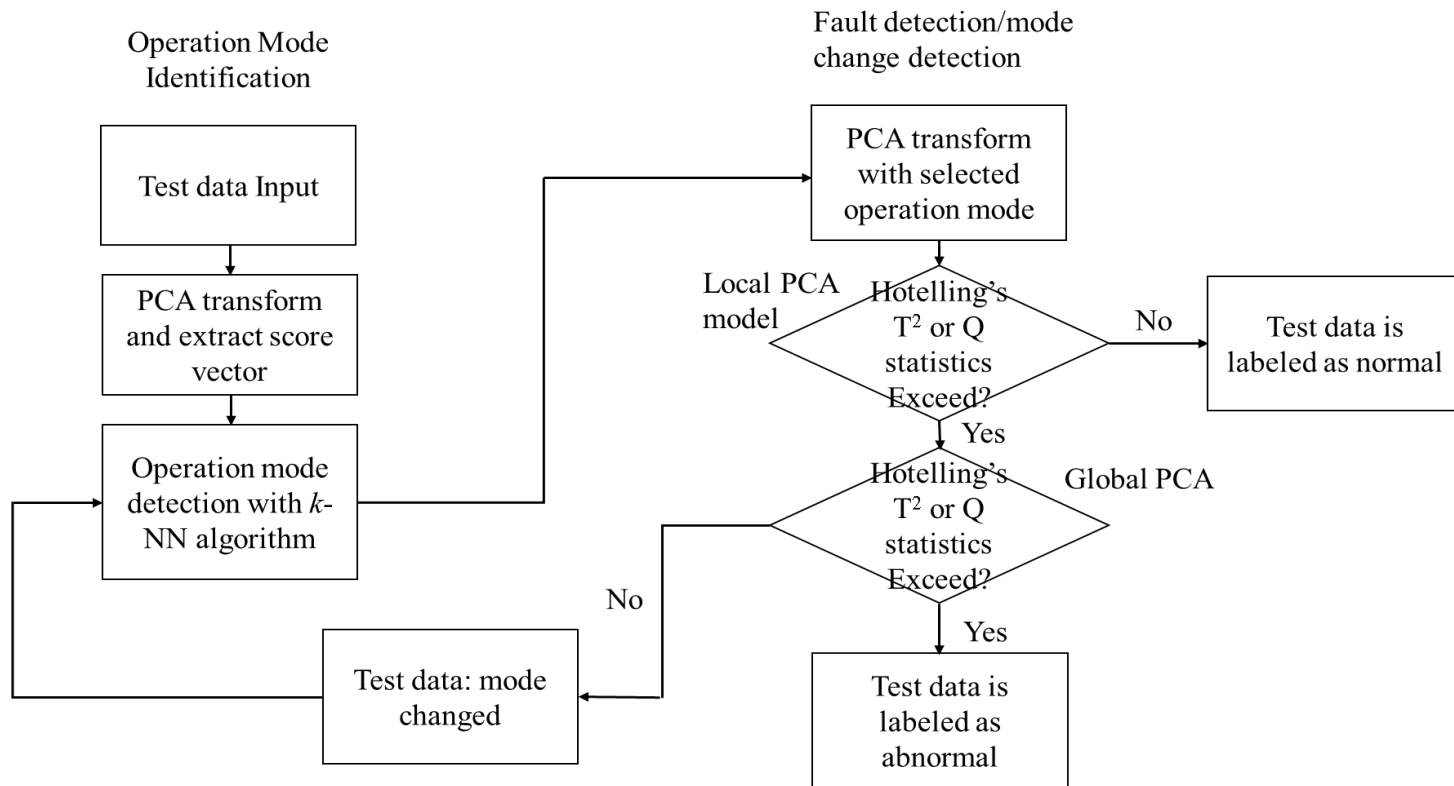 Operation Mode
Identification
Test data Input
PCA transform
and extract score
vector
Operation mode
detection with k-
NN algorithm
Test data: mode
changed
Fault detection/mode
change detection
PCA transform
with selected
operation mode
Local PCA
model
Hotelling's
T² or Q
statistics
Exceed?
No
Test data is
labeled as normal
Yes
Hotelling's
T² or Q
statistics
Exceed?
Global PCA
No
Yes
Test data is
labeled as
abnormal